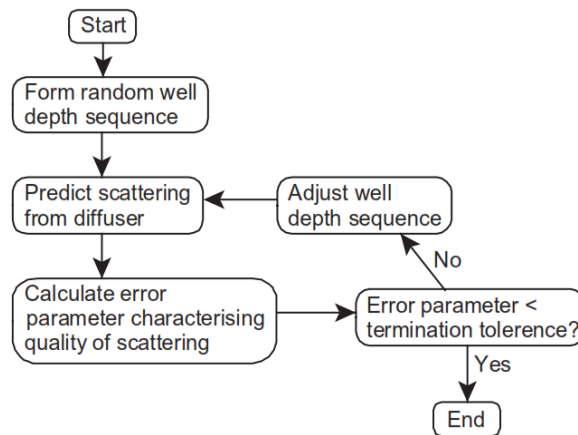 Start
Form random well
depth sequence
Predict scattering
from diffuser
Adjust well
depth sequence
No
Calculate error
parameter characterising
quality of scattering
Error parameter <
termination tolerence?
Yes
End